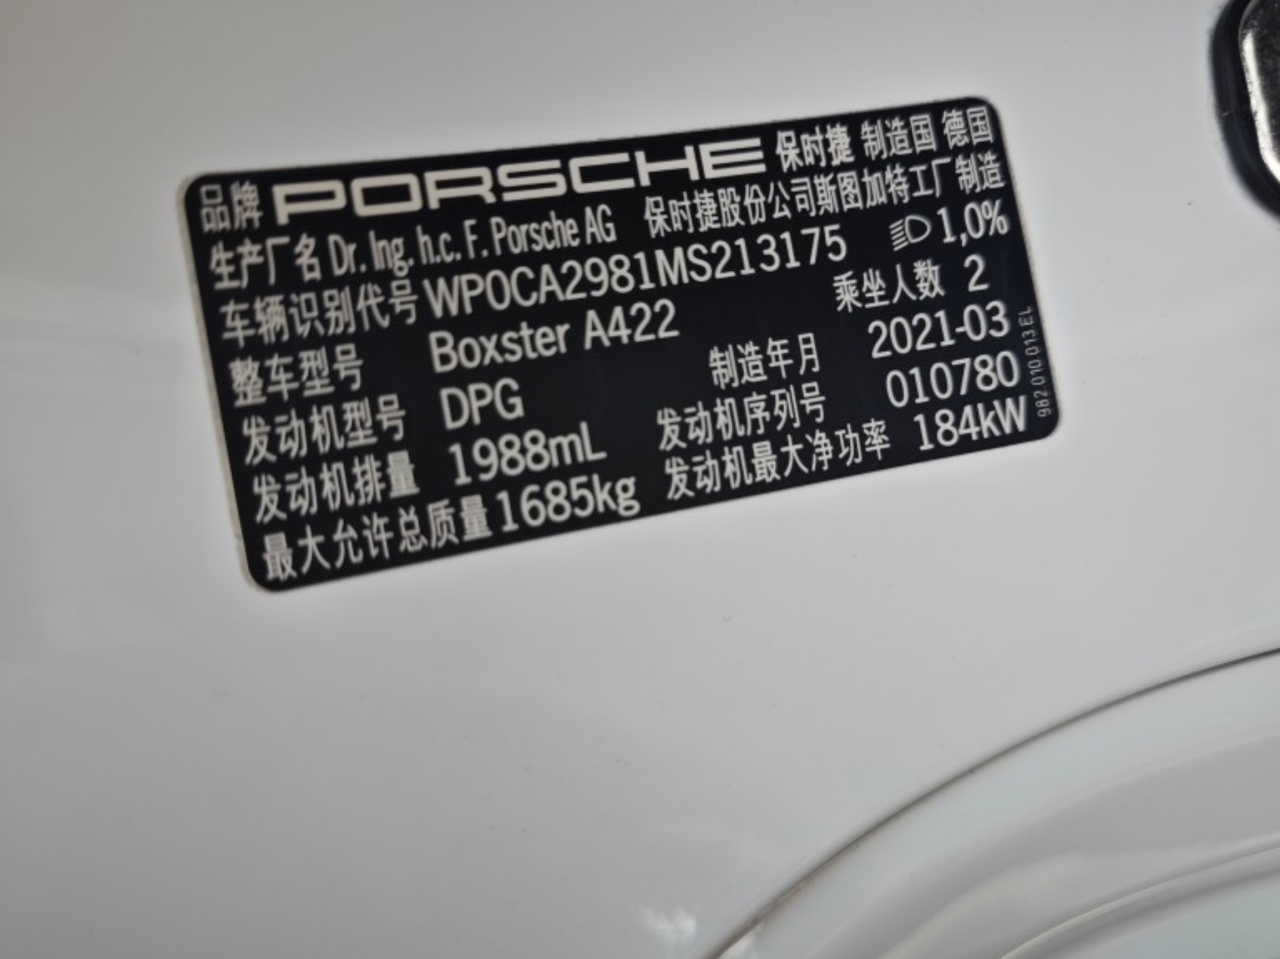 品牌 PORSCHE 保时捷 制造国 德国
生产厂名 Dr. Ing. h.c. F. Porsche AG 保时捷股份公司斯图加特工厂制造
车辆识别代号 WP0CA2981MS213175 1,0%
整车型号 Boxster A422 乘坐人数 2
发动机型号 DPG 制造年月 2021-03
发动机排量 1988mL 发动机序列号 010780
最大允许总质量 1685kg 发动机最大净功率 184kW
982.010.013.EL